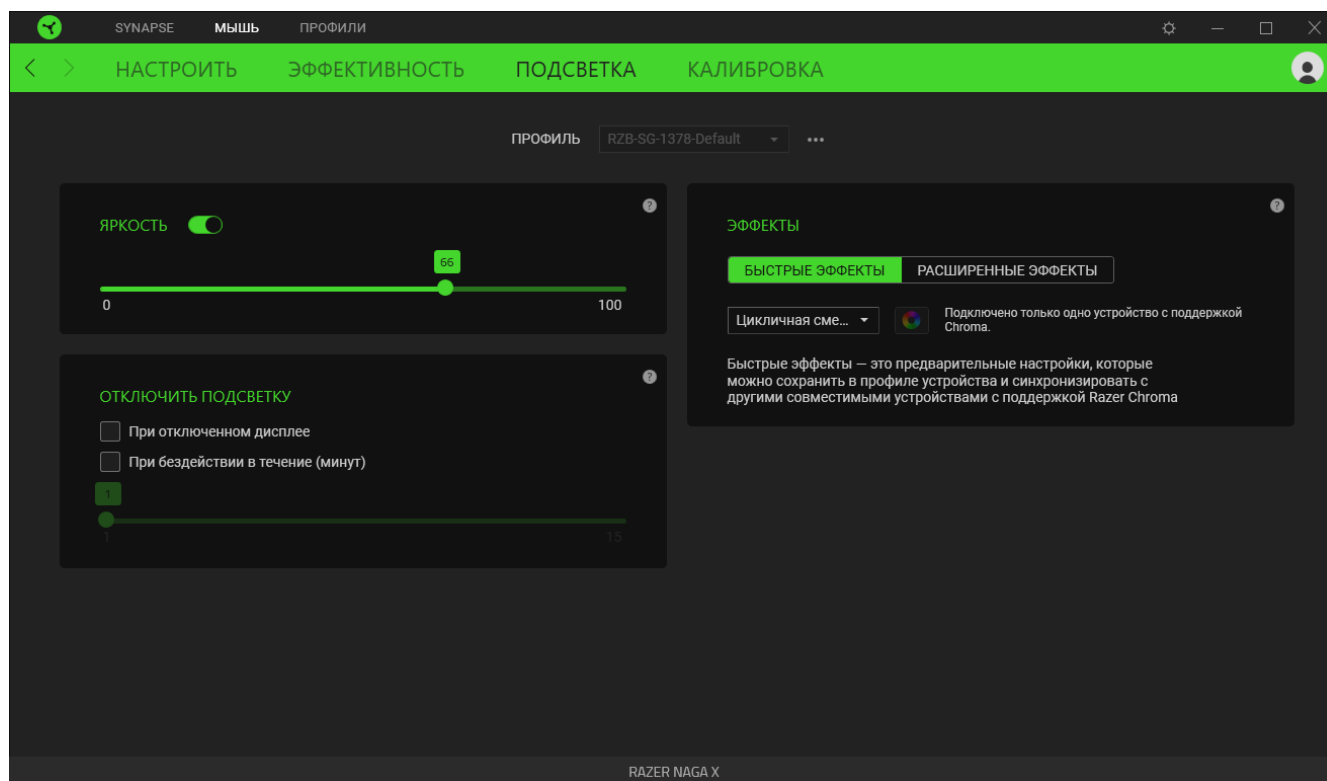 SYNAPSE МЫШЬ ПРОФИЛИ
НАСТРОИТЬ ЭФФЕКТИВНОСТЬ ПОДСВЕТКА КАЛИБРОВКА
ПРОФИЛЬ RZB-SG-1378-Default
ЯРКОСТЬ
66
0 100
ОТКЛЮЧИТЬ ПОДСВЕТКУ
При отключенном дисплее
При бездействии в течение (минут)
1
1 15
ЭФФЕКТЫ
БЫСТРЫЕ ЭФФЕКТЫ РАСШИРЕННЫЕ ЭФФЕКТЫ
Цикличная сме...
Подключено только одно устройство с поддержкой
Chroma.
Быстрые эффекты — это предварительные настройки, которые
можно сохранить в профиле устройства и синхронизировать с
другими совместимыми устройствами с поддержкой Razer Chroma
RAZER NAGA X